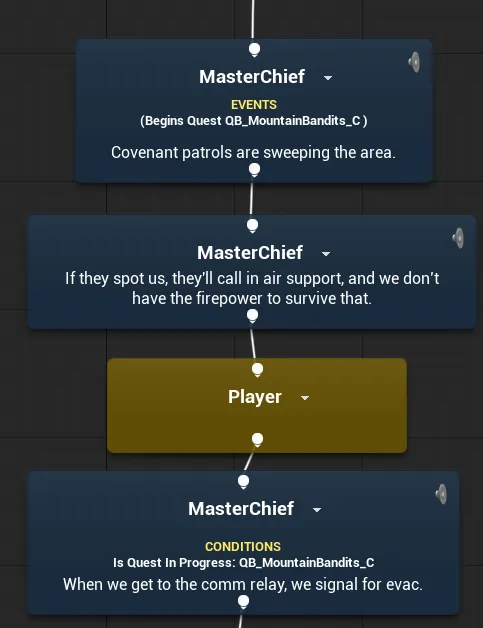 MasterChief
EVENTS
(Begins Quest QB_MountainBandits_C )
Covenant patrols are sweeping the area.
MasterChief
If they spot us, they'll call in air support, and we don't
have the firepower to survive that.
Player
MasterChief
CONDITIONS
Is Quest In Progress: QB_MountainBandits_C
When we get to the comm relay, we signal for evac.